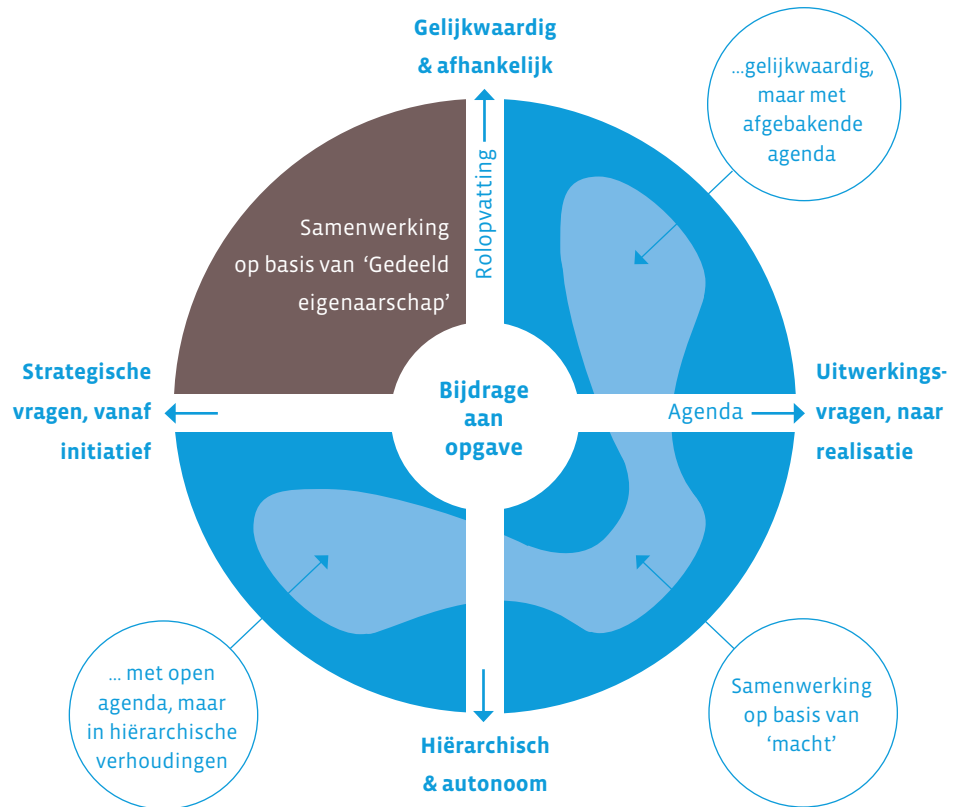 Gelijkwaardig
& afhankelijk
...gelijkwaardig,
maar met
afgebakende
agenda
Rolopvatting
Samenwerking
op basis van ‘Gedeeld
eigenaarschap’
Strategische
vragen, vanaf
initiatief
Bijdrage
aan
opgave
Agenda
Uitwerkings-
vragen, naar
realisatie
... met open
agenda, maar
in hiërarchische
verhoudingen
Samenwerking
op basis van
‘macht’
Hiërarchisch
& autonoom